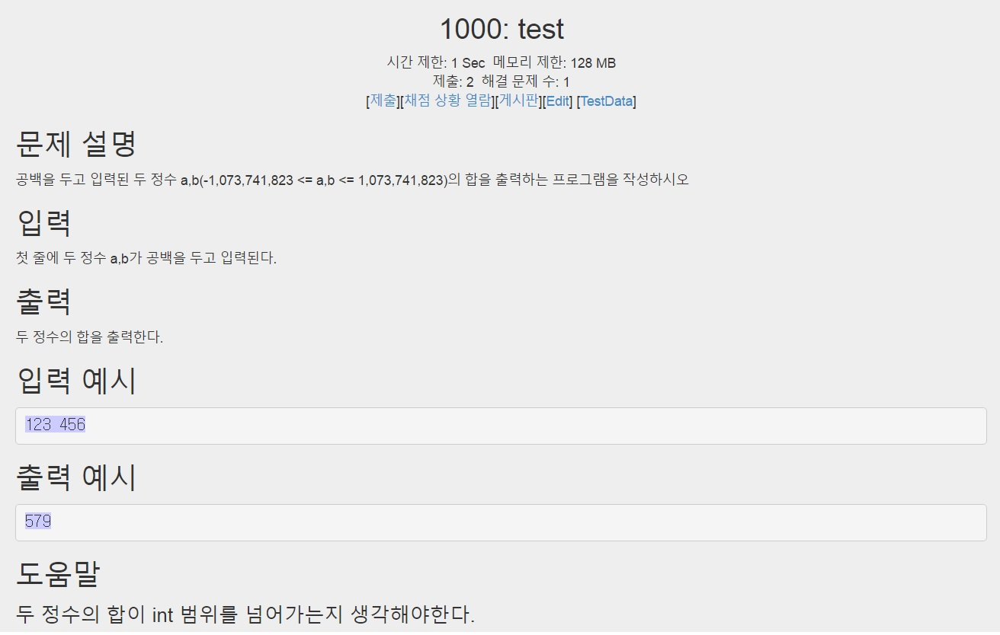 1000: test
시간 제한: 1 Sec 메모리 제한: 128 MB
제출: 2 해결 문제 수: 1
[제출][채점 상황 열람][게시판][Edit] [TestData]
문제 설명
공백을 두고 입력된 두 정수 a,b(-1,073,741,823 <= a,b <= 1,073,741,823)의 합을 출력하는 프로그램을 작성하시오
입력
첫 줄에 두 정수 a,b가 공백을 두고 입력된다.
출력
두 정수의 합을 출력한다.
입력 예시
123 456
출력 예시
579
도움말
두 정수의 합이 int 범위를 넘어가는지 생각해야한다.